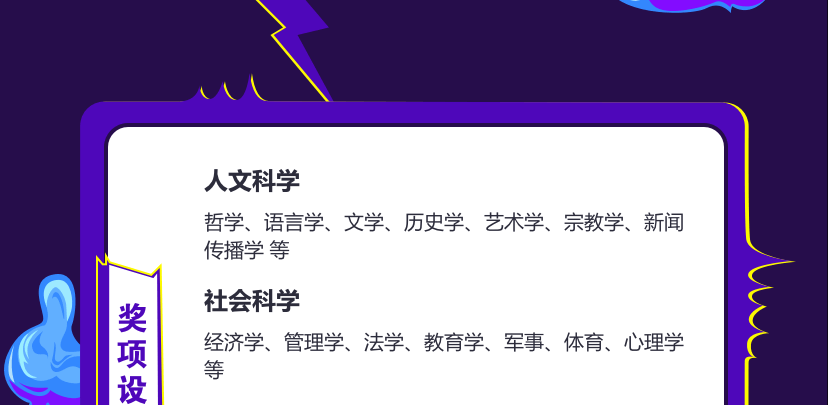 人文科学
哲学、语言学、文学、历史学、艺术学、宗教学、新闻
传播学 等
社会科学
经济学、管理学、法学、教育学、军事、体育、心理学
等
奖项设